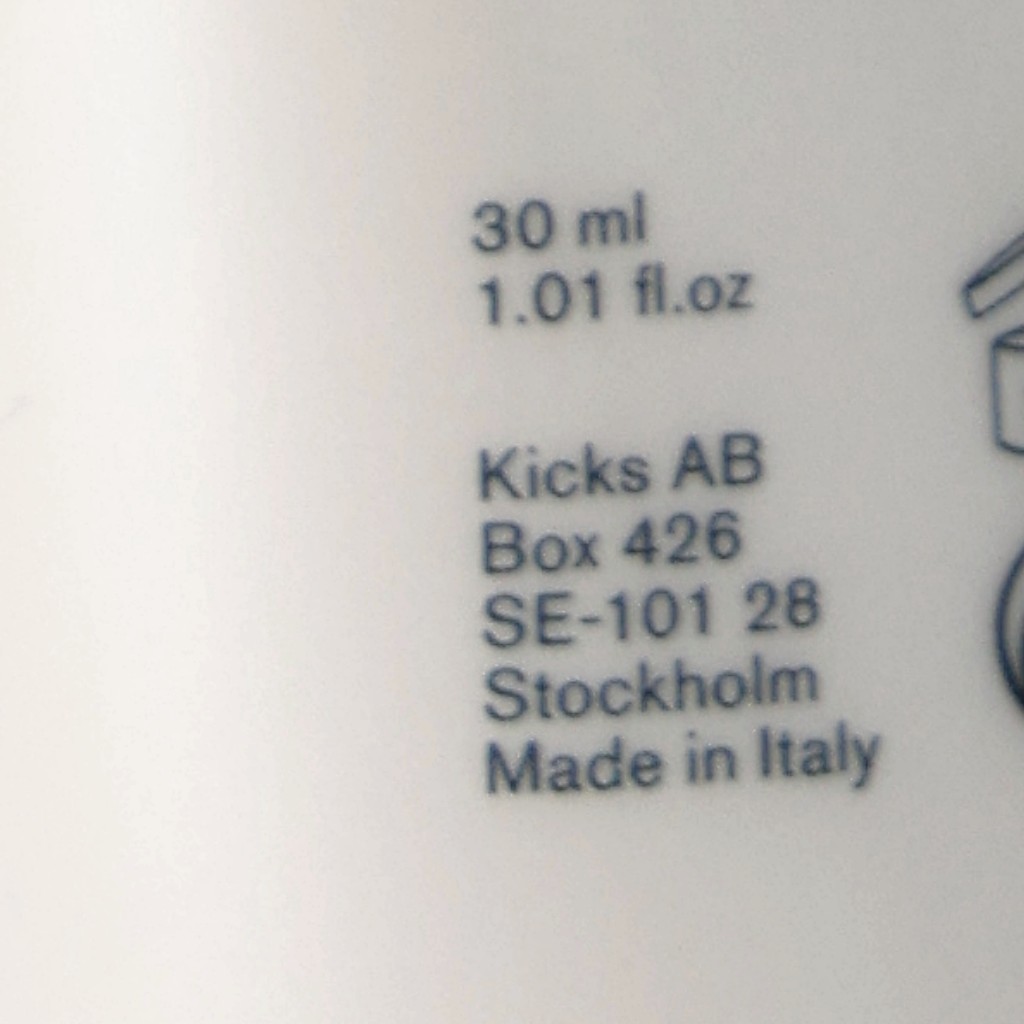 30 ml
1.01 fl.oz
Kicks AB
Box 426
SE-101 28
Stockholm
Made in Italy